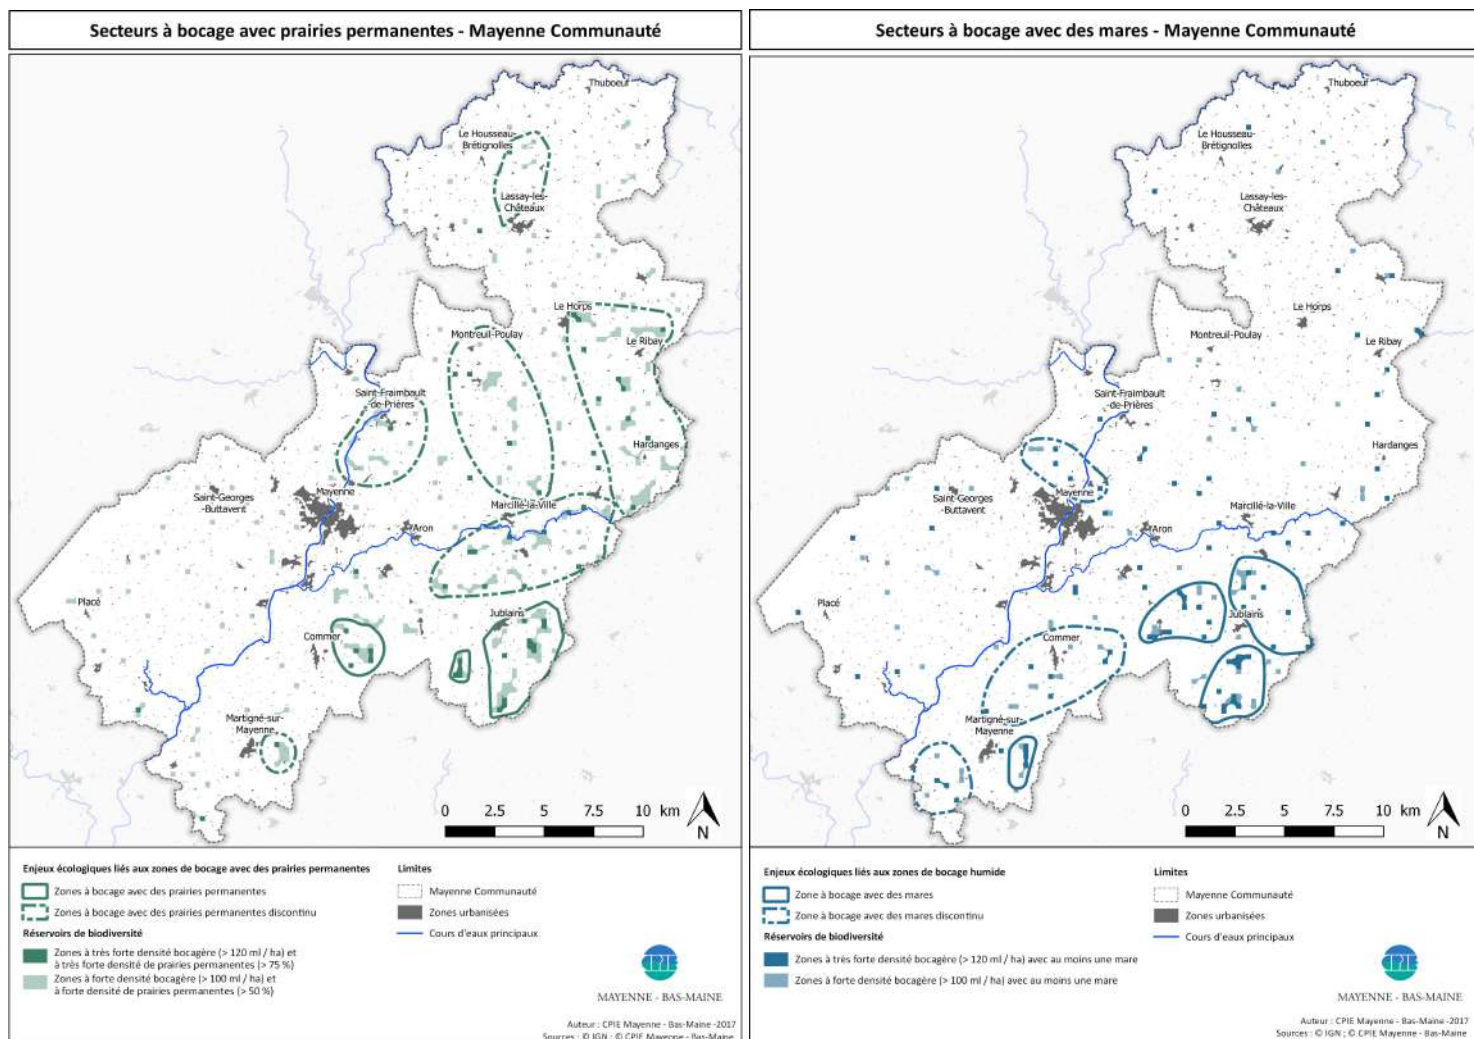 Secteurs à bocage avec prairies permanentes - Mayenne Communauté
Thuboeuf
Le Housseau-
Brétignolles
Lassay-les-
Châteaux
Le Horps
Montreuil-Poulay
Le Ribay
Saint-Fraimbault
-de-Prières
Hardanges
Saint-Georges
-Buttavent
Mayenne
Marcillé-la-Ville
Aron
Placé
Jublains
Commer
Martigné-sur-
Mayenne
0 2.5 5 7.5 10 km
N
Enjeux écologiques liés aux zones de bocage avec des prairies permanentes
Zones à bocage avec des prairies permanentes
Zones à bocage avec des prairies permanentes discontinu
Réservoirs de biodiversité
Zones à très forte densité bocagère (> 120 ml / ha) et
à très forte densité de prairies permanentes (> 75 %)
Zones à forte densité bocagère (> 100 ml / ha) et
à forte densité de prairies permanentes (> 50 %)
Limites
Mayenne Communauté
Zones urbanisées
Cours d'eaux principaux
CPIE
MAYENNE - BAS-MAINE
Auteur : CPIE Mayenne - Bas-Maine -2017
Sources : © IGN ; © CPIE Mayenne - Bas-Maine
Secteurs à bocage avec des mares - Mayenne Communauté
Thuboeuf
Le Housseau-
Brétignolles
Lassay-les-
Châteaux
Le Horps
Montreuil-Poulay
Le Ribay
Saint-Fraimbault
-de-Prières
Hardanges
Saint-Georges
-Buttavent
Mayenne
Marcillé-la-Ville
Aron
Placé
Jublains
Commer
Martigné-sur-
Mayenne
0 2.5 5 7.5 10 km
N
Enjeux écologiques liés aux zones de bocage humide
Zone à bocage avec des mares
Zone à bocage avec des mares discontinu
Réservoirs de biodiversité
Zones à très forte densité bocagère (> 120 ml / ha) avec au moins une mare
Zones à forte densité bocagère (> 100 ml / ha) avec au moins une mare
Limites
Mayenne Communauté
Zones urbanisées
Cours d'eaux principaux
CPIE
MAYENNE - BAS-MAINE
Auteur : CPIE Mayenne - Bas-Maine -2017
Sources : © IGN ; © CPIE Mayenne - Bas-Maine